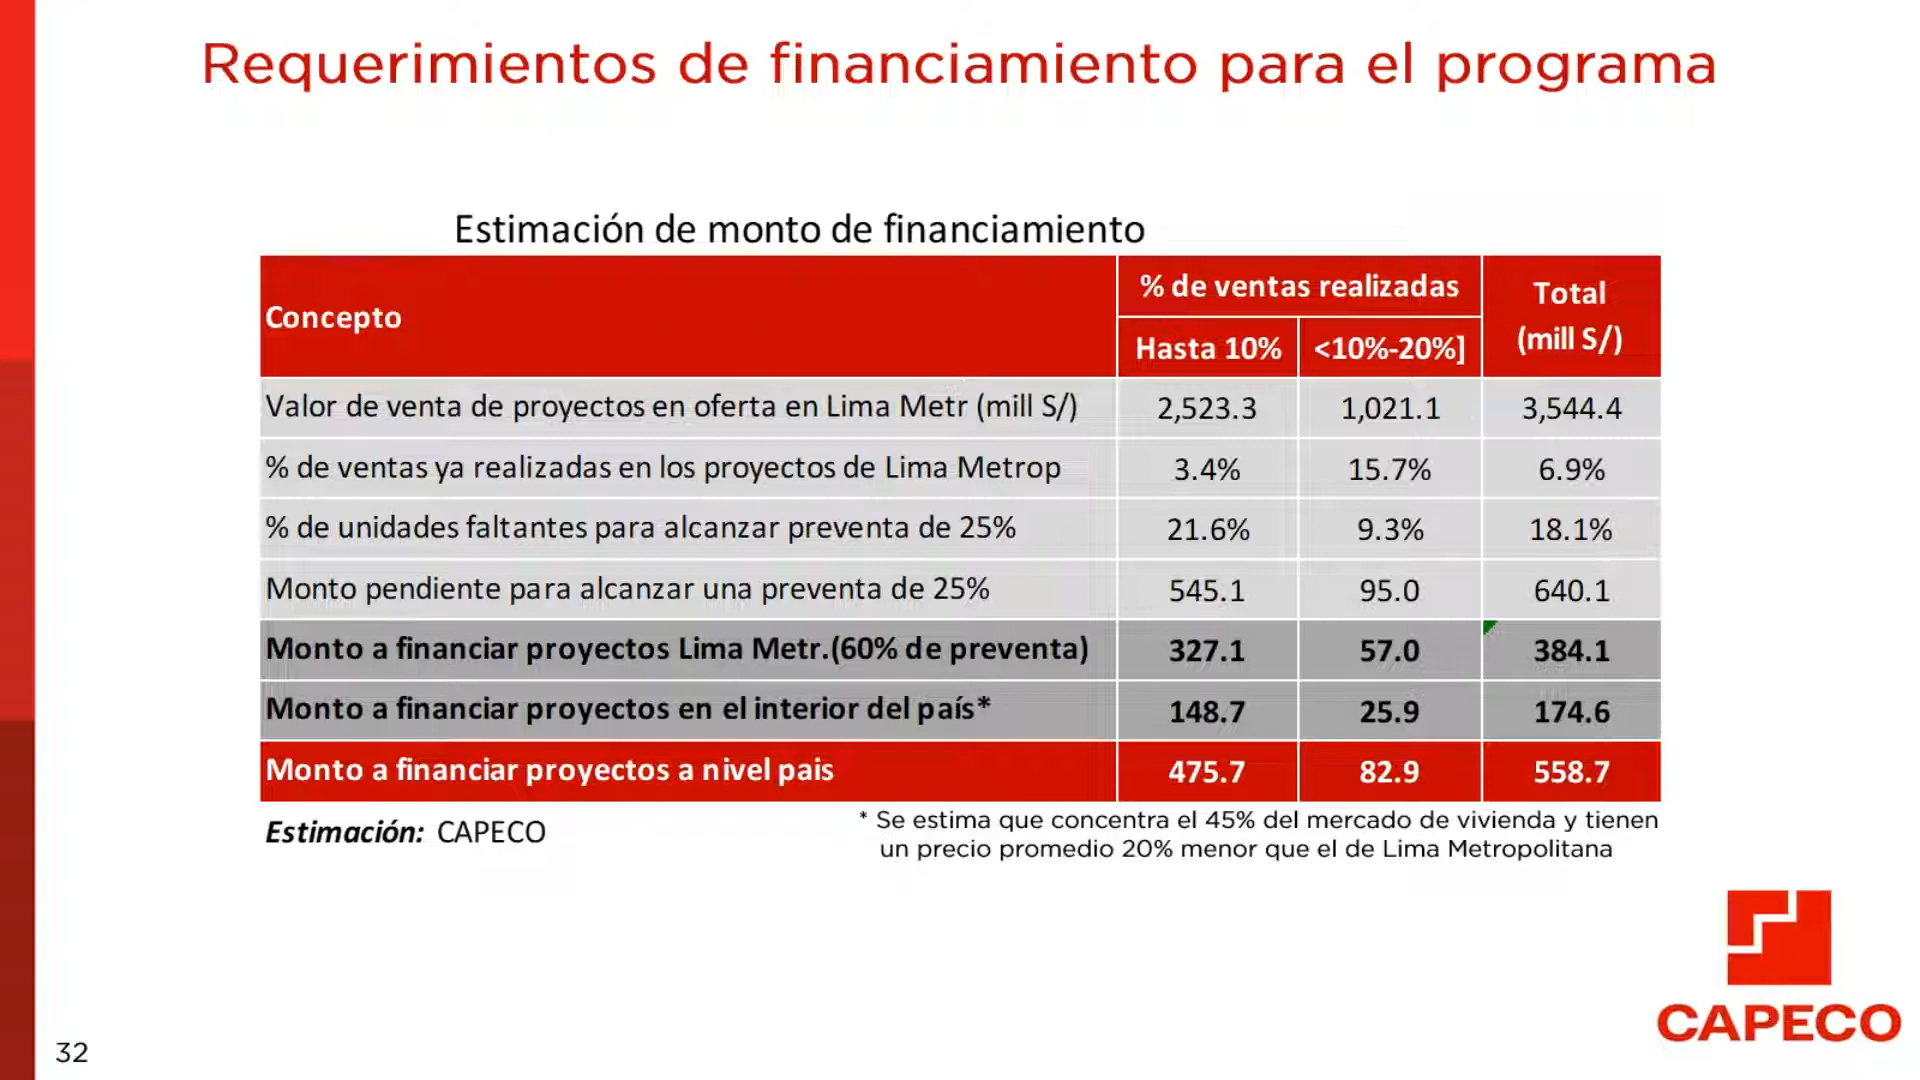 Requerimientos de financiamiento para el programa
Estimación de monto de financiamiento
Concepto
% de ventas realizadas
Total
(mill S/)
Hasta 10%
<10%-20%]
Valor de venta de proyectos en oferta en Lima Metr (mill S/) 2,523.3 1,021.1 3,544.4
% de ventas ya realizadas en los proyectos de Lima Metrop 3.4% 15.7% 6.9%
% de unidades faltantes para alcanzar preventa de 25% 21.6% 9.3% 18.1%
Monto pendiente para alcanzar una preventa de 25% 545.1 95.0 640.1
Monto a financiar proyectos Lima Metr.(60% de preventa) 327.1 57.0 384.1
Monto a financiar proyectos en el interior del país* 148.7 25.9 174.6
Monto a financiar proyectos a nivel pais 475.7 82.9 558.7
Estimación: CAPECO
* Se estima que concentra el 45% del mercado de vivienda y tienen
un precio promedio 20% menor que el de Lima Metropolitana
CAPECO
32